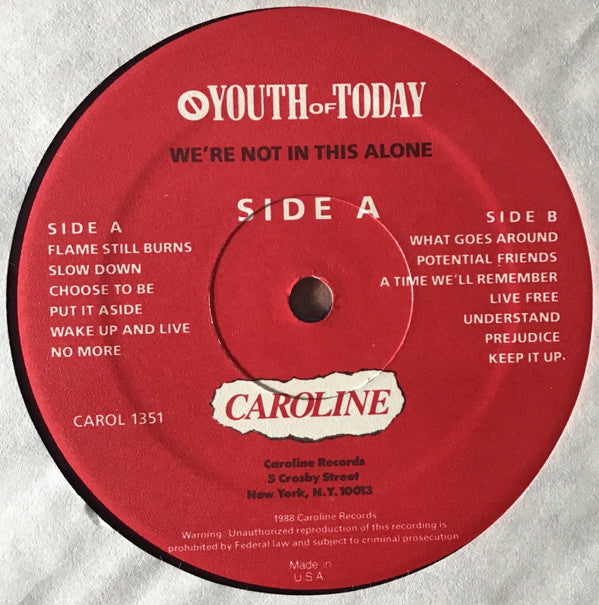 YOUTH OF TODAY
WE'RE NOT IN THIS ALONE
SIDE A
SIDE A
FLAME STILL BURNS
SLOW DOWN
CHOOSE TO BE
PUT IT ASIDE
WAKE UP AND LIVE
NO MORE
SIDE B
WHAT GOES AROUND
POTENTIAL FRIENDS
A TIME WE'LL REMEMBER
LIVE FREE
UNDERSTAND
PREJUDICE
KEEP IT UP.
CAROL 1351
CAROLINE
Caroline Records
5 Crosby Street
New York, N.Y. 10013
1988 Caroline Records
Warning: Unauthorized reproduction of this recording is
prohibited by Federal law and subject to criminal prosecution
Made in
U.S.A.